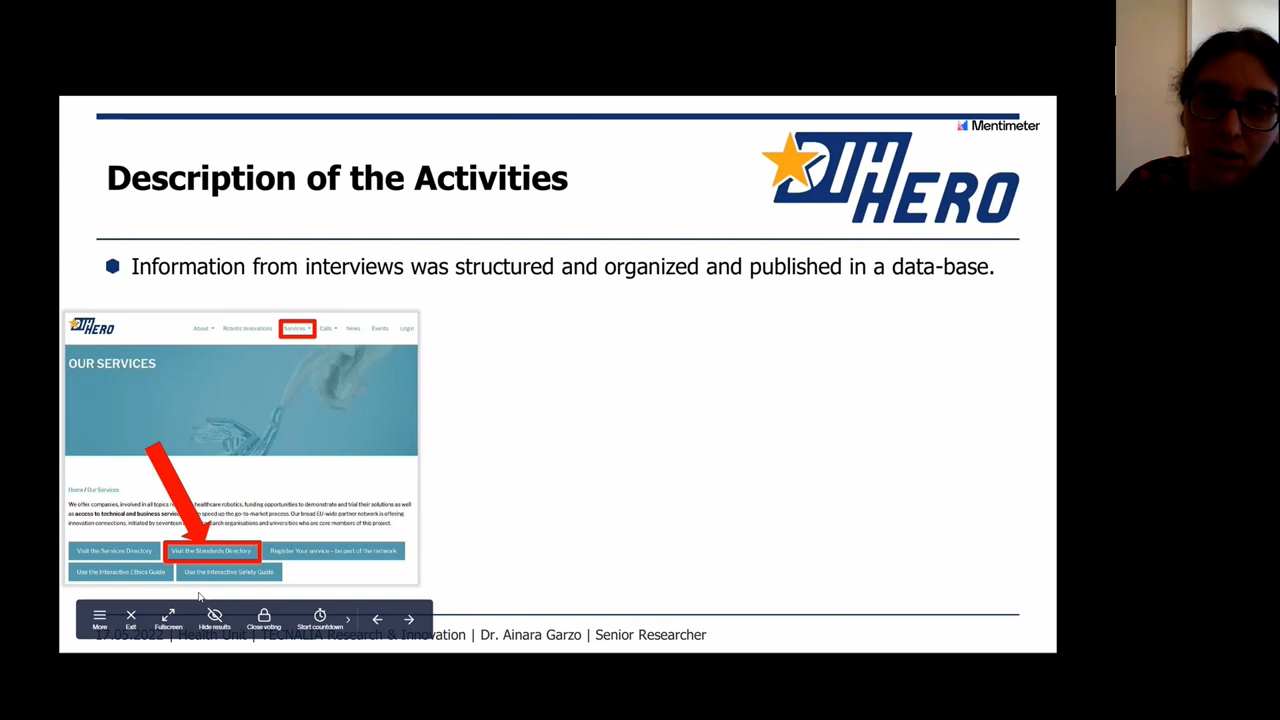 Mentimeter
DIH
HERO
Description of the Activities
Information from interviews was structured and organized and published in a data-base.
DIH HERO
About Robotic Innovations Services Calls News Events Login
OUR SERVICES
Home / Our Services
We offer companies, involved in all topics healthcare robotics, funding opportunities to demonstrate and trial their solutions as well
as access to technical and business to speed up the go-to-market process. Our broad EU-wide partner network is offering
innovation connections, initiated by seventeen organisations and universities who are core members of this project.
Visit the Services Directory Visit the Standards Directory Register Your service – be part of the network
Use the Interactive Ethics Guide Use the Interactive Safety Guide
More Exit Fullscreen Hide results Close voting Start countdown
17.05.2022 | Health Unit | TECNALIA Research & Innovation | Dr. Ainara Garzo | Senior Researcher